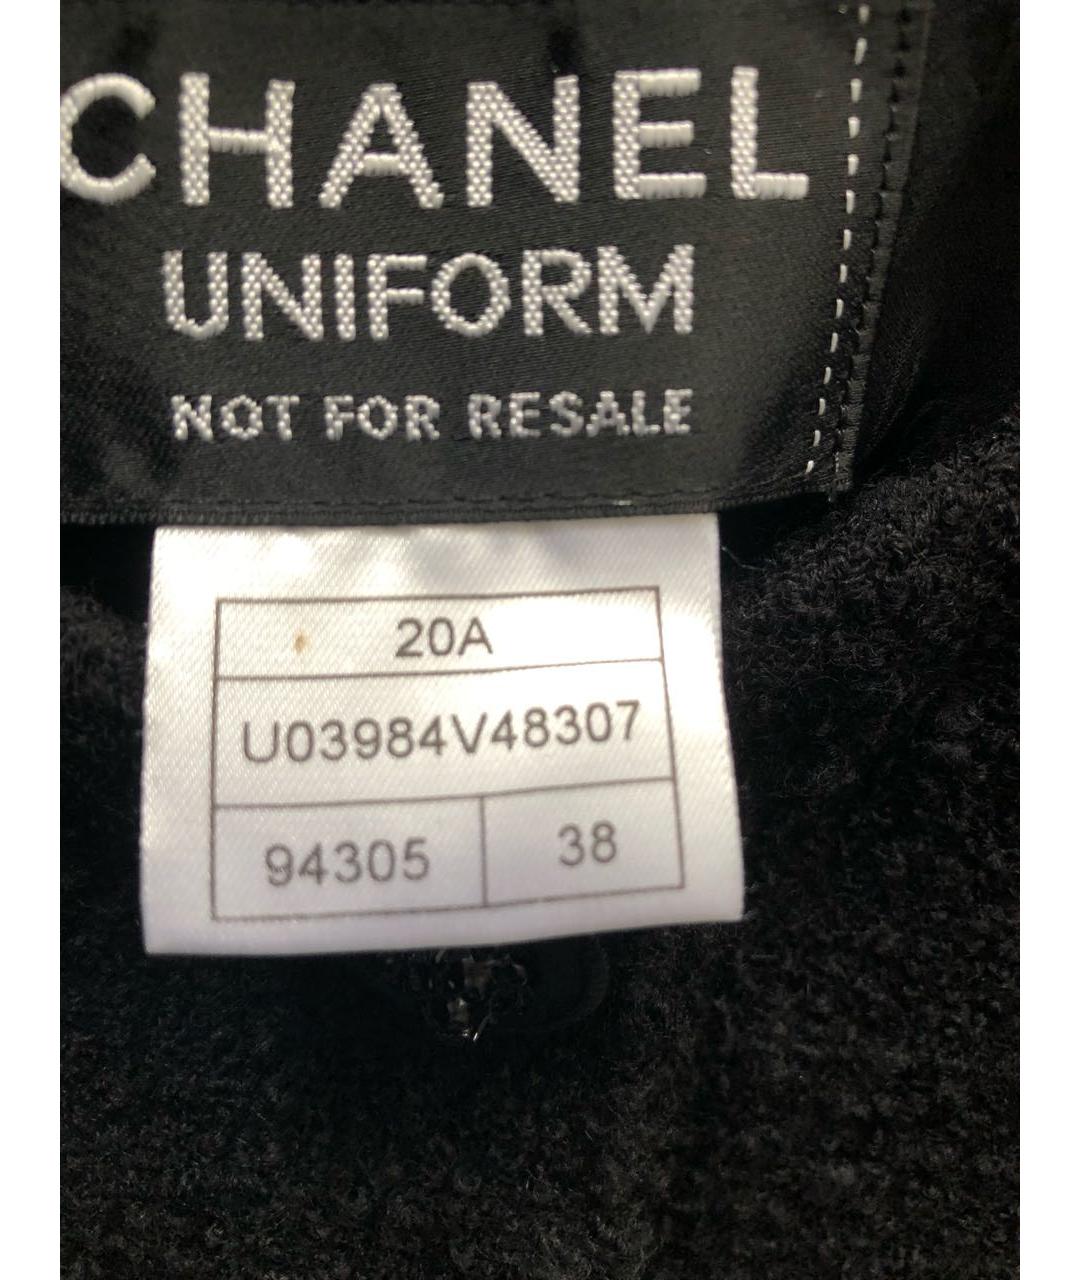 CHANEL
UNIFORM
NOT FOR RESALE
20A
U03984V48307
94305 38